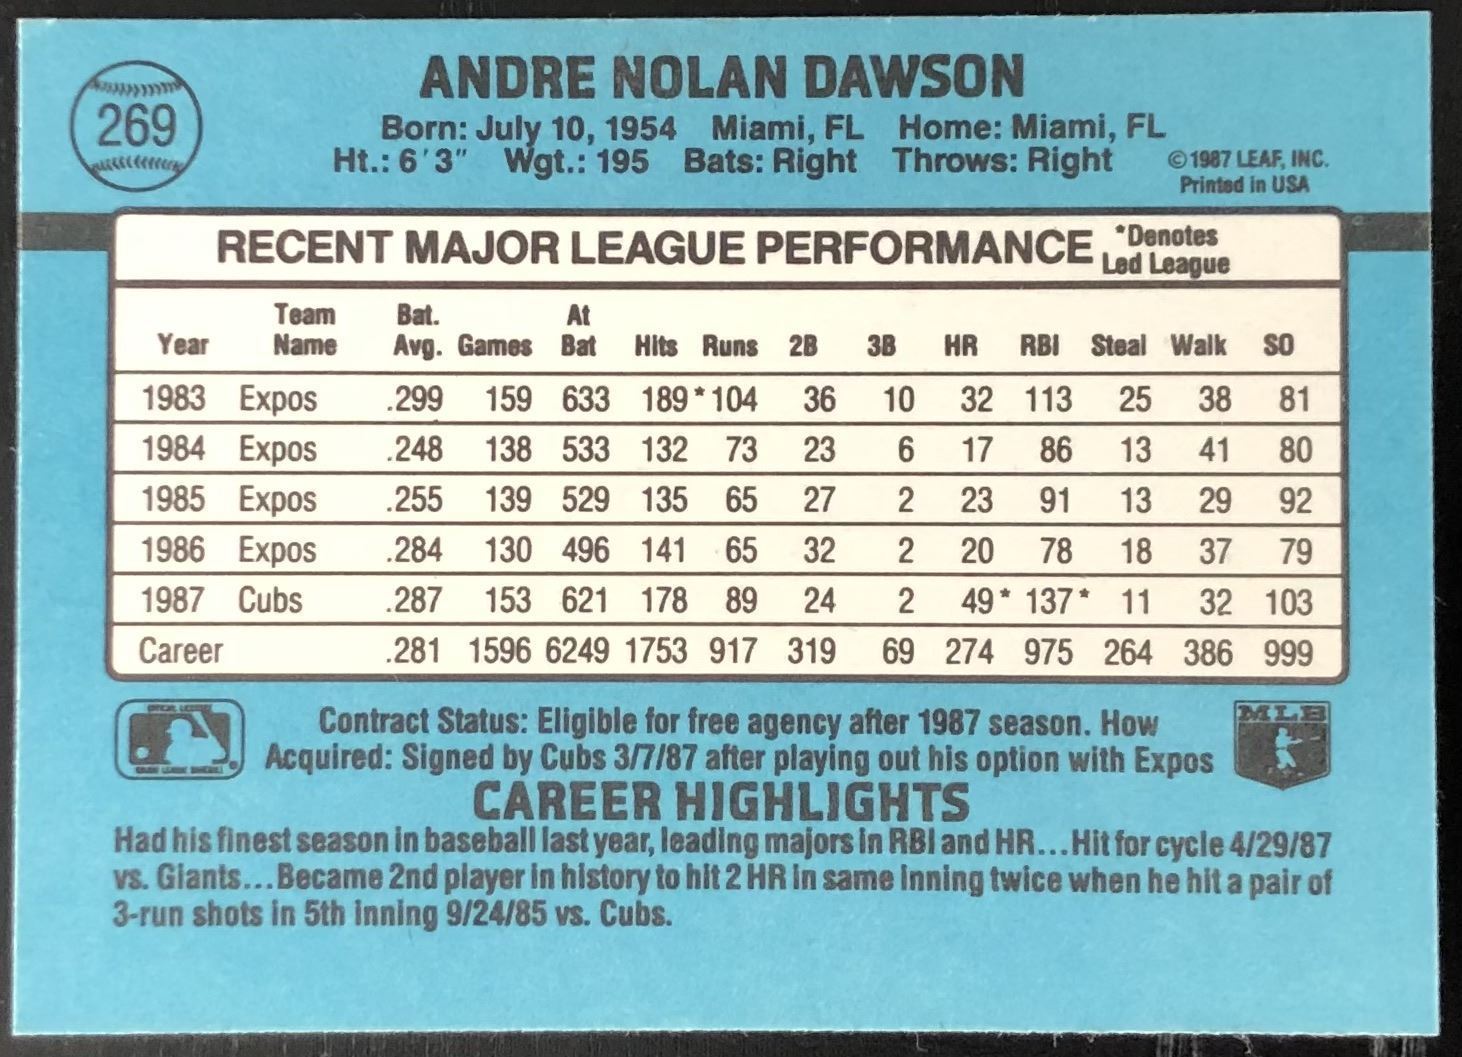 269
ANDRE NOLAN DAWSON
Born: July 10, 1954 Miami, FL Home: Miami, FL
Ht.: 6'3" Wgt.: 195 Bats: Right Throws: Right
©1987 LEAF, INC.
Printed in USA
RECENT MAJOR LEAGUE PERFORMANCE *Denotes
Led League
Year Team Name Bat. Avg. Games At Bat Hits Runs 2B 3B HR RBI Steal Walk SO
1983 Expos .299 159 633 189 *104 36 10 32 113 25 38 81
1984 Expos .248 138 533 132 73 23 6 17 86 13 41 80
1985 Expos .255 139 529 135 65 27 2 23 91 13 29 92
1986 Expos .284 130 496 141 65 32 2 20 78 18 37 79
1987 Cubs .287 153 621 178 89 24 2 49* 137* 11 32 103
Career .281 1596 6249 1753 917 319 69 274 975 264 386 999
Contract Status: Eligible for free agency after 1987 season. How
Acquired: Signed by Cubs 3/7/87 after playing out his option with Expos
MLB
CAREER HIGHLIGHTS
Had his finest season in baseball last year, leading majors in RBI and HR...Hit for cycle 4/29/87
vs. Giants...Became 2nd player in history to hit 2 HR in same inning twice when he hit a pair of
3-run shots in 5th inning 9/24/85 vs. Cubs.